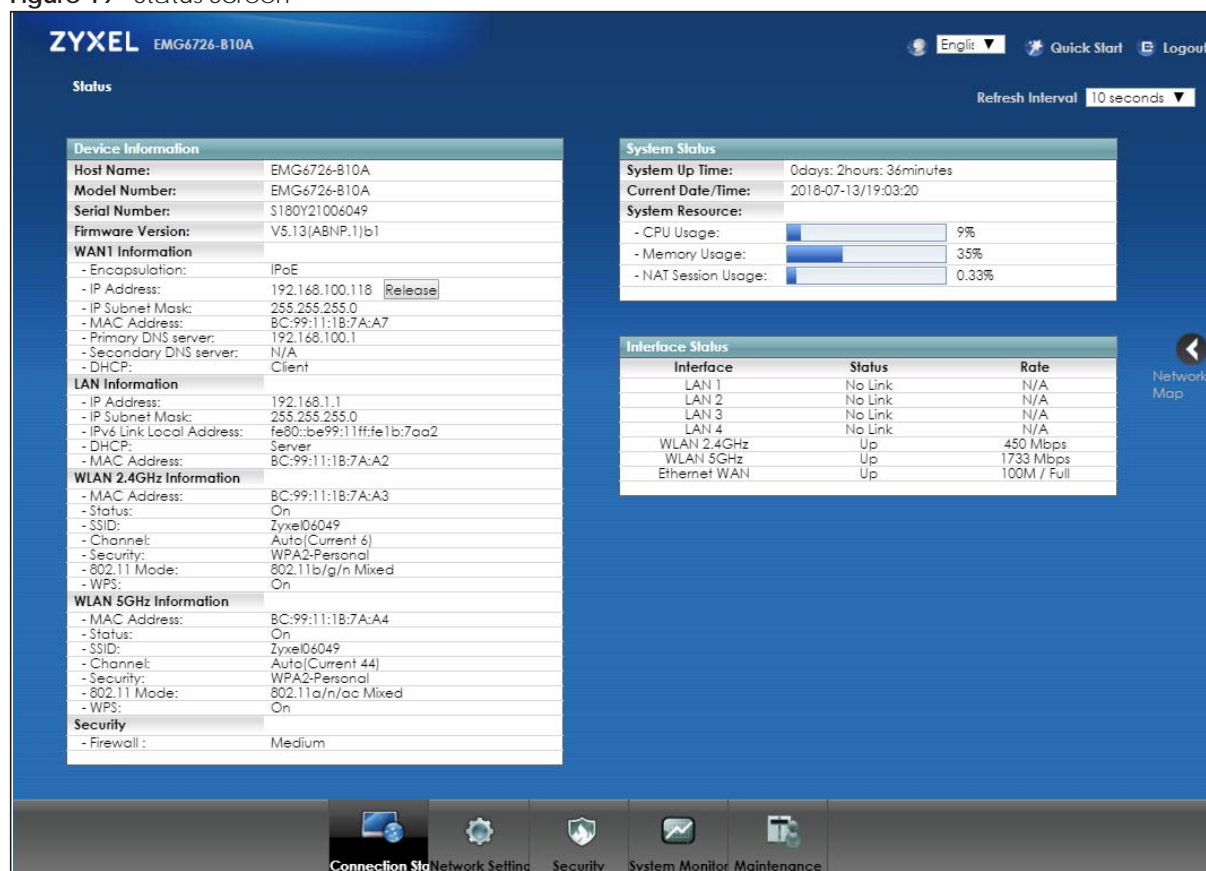 Figure 19 Status Screen
ZYXEL EMG6726-B10A
Englis ▼ Quick Start Logout
Status
Refresh Interval 10 seconds ▼
Device Information
Host Name: EMG6726-B10A
Model Number: EMG6726-B10A
Serial Number: S180Y21006049
Firmware Version: V5.13(ABNP.1)b1
WAN1 Information
- Encapsulation: IPoE
- IP Address: 192.168.100.118 Release
- IP Subnet Mask: 255.255.255.0
- MAC Address: BC:99:11:1B:7A:A7
- Primary DNS server: 192.168.100.1
- Secondary DNS server: N/A
- DHCP: Client
LAN Information
- IP Address: 192.168.1.1
- IP Subnet Mask: 255.255.255.0
- IPv6 Link Local Address: fe80::be99:11ff:fe1b:7aa2
- DHCP: Server
- MAC Address: BC:99:11:1B:7A:A2
WLAN 2.4GHz Information
- MAC Address: BC:99:11:1B:7A:A3
- Status: On
- SSID: Zyxel06049
- Channel: Auto(Current 6)
- Security: WPA2-Personal
- 802.11 Mode: 802.11b/g/n Mixed
- WPS: On
WLAN 5GHz Information
- MAC Address: BC:99:11:1B:7A:A4
- Status: On
- SSID: Zyxel06049
- Channel: Auto(Current 44)
- Security: WPA2-Personal
- 802.11 Mode: 802.11a/n/ac Mixed
- WPS: On
Security
- Firewall : Medium
System Status
System Up Time: 0days: 2hours: 36minutes
Current Date/Time: 2018-07-13/19:03:20
System Resource:
- CPU Usage: 9%
- Memory Usage: 35%
- NAT Session Usage: 0.33%
Interface Status
Interface Status Rate
LAN 1 No Link N/A
LAN 2 No Link N/A
LAN 3 No Link N/A
LAN 4 No Link N/A
WLAN 2.4GHz Up 450 Mbps
WLAN 5GHz Up 1733 Mbps
Ethernet WAN Up 100M / Full
Network
Map
Connection Sta Network Setting Security System Monitor Maintenance